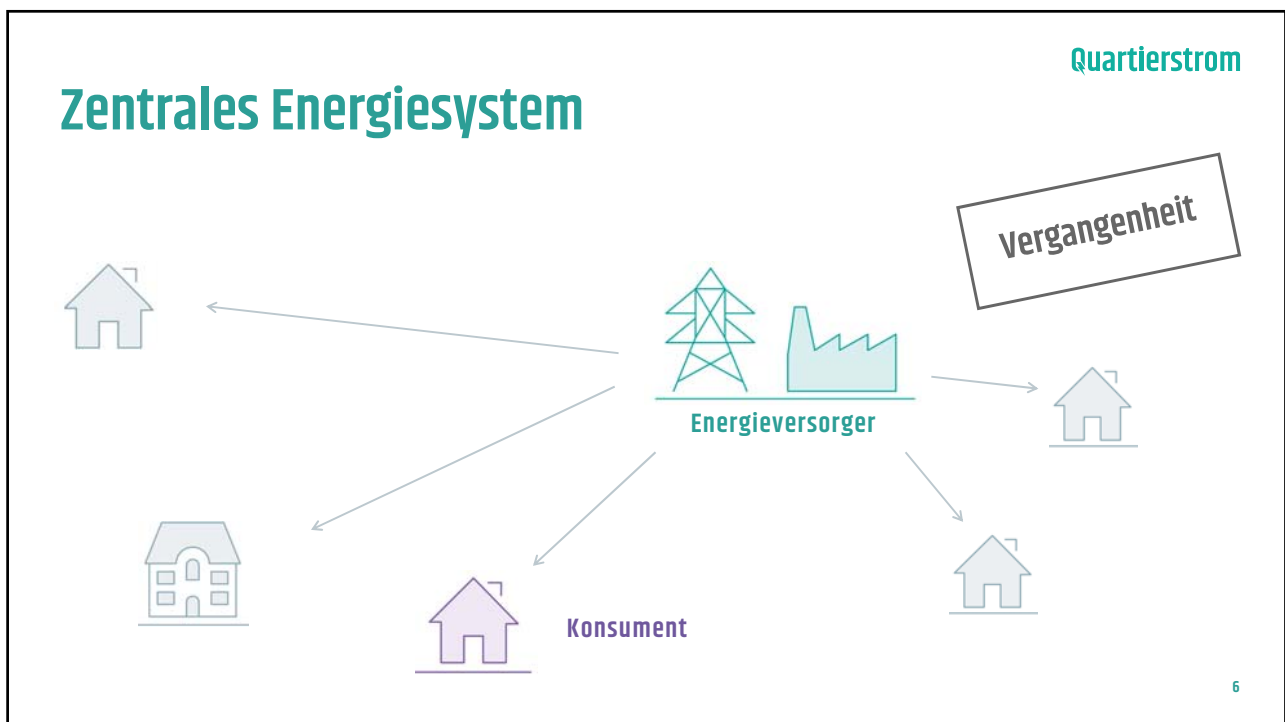 Quartierstrom
Zentrales Energiesystem
Vergangenheit
Energieversorger
Konsument
6